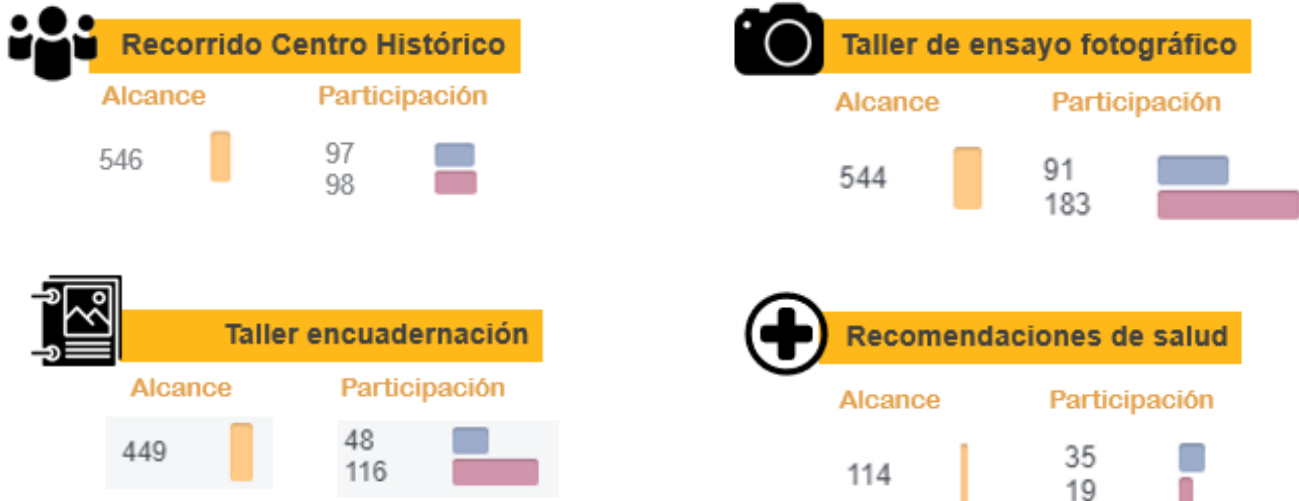 Recorrido Centro Histórico
Alcance Participación
546 97
98
Taller de ensayo fotográfico
Alcance Participación
544 91
183
Taller encuadernación
Alcance Participación
449 48
116
Recomendaciones de salud
Alcance Participación
114 35
19